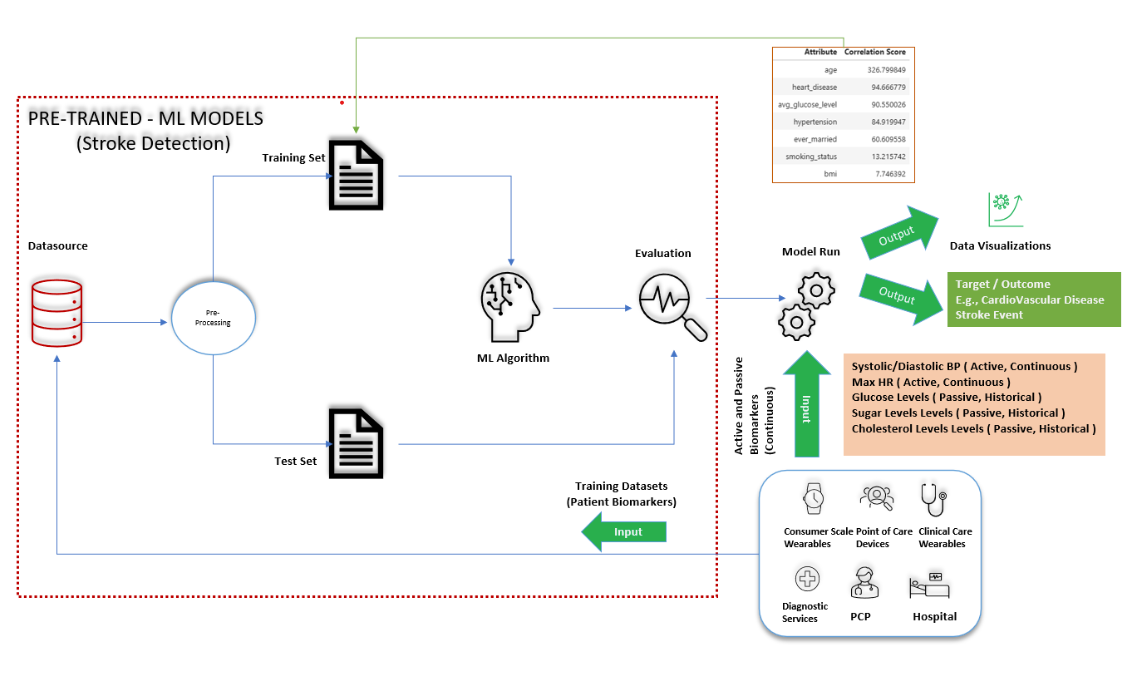 Attribute Correlation Score
age 326.799849
heart_disease 94.666779
avg_glucose_level 90.550026
hypertension 84.919947
ever_married 60.609558
smoking_status 13.215742
bmi 7.746392
PRE-TRAINED - ML MODELS
(Stroke Detection)
Training Set
Datasource
Pre-
Processing
Evaluation
ML Algorithm
Test Set
Model Run
Output
Output
Data Visualizations
Target / Outcome
E.g., CardioVascular Disease
Stroke Event
Active and Passive
Biomarkers
(Continuous)
Input
Systolic/Diastolic BP ( Active, Continuous )
Max HR ( Active, Continuous )
Glucose Levels ( Passive, Historical )
Sugar Levels Levels ( Passive, Historical )
Cholesterol Levels Levels ( Passive, Historical )
Training Datasets
(Patient Biomarkers)
Input
Consumer Scale
Wearables
Point of Care
Devices
Clinical Care
Wearables
Diagnostic
Services
PCP
Hospital